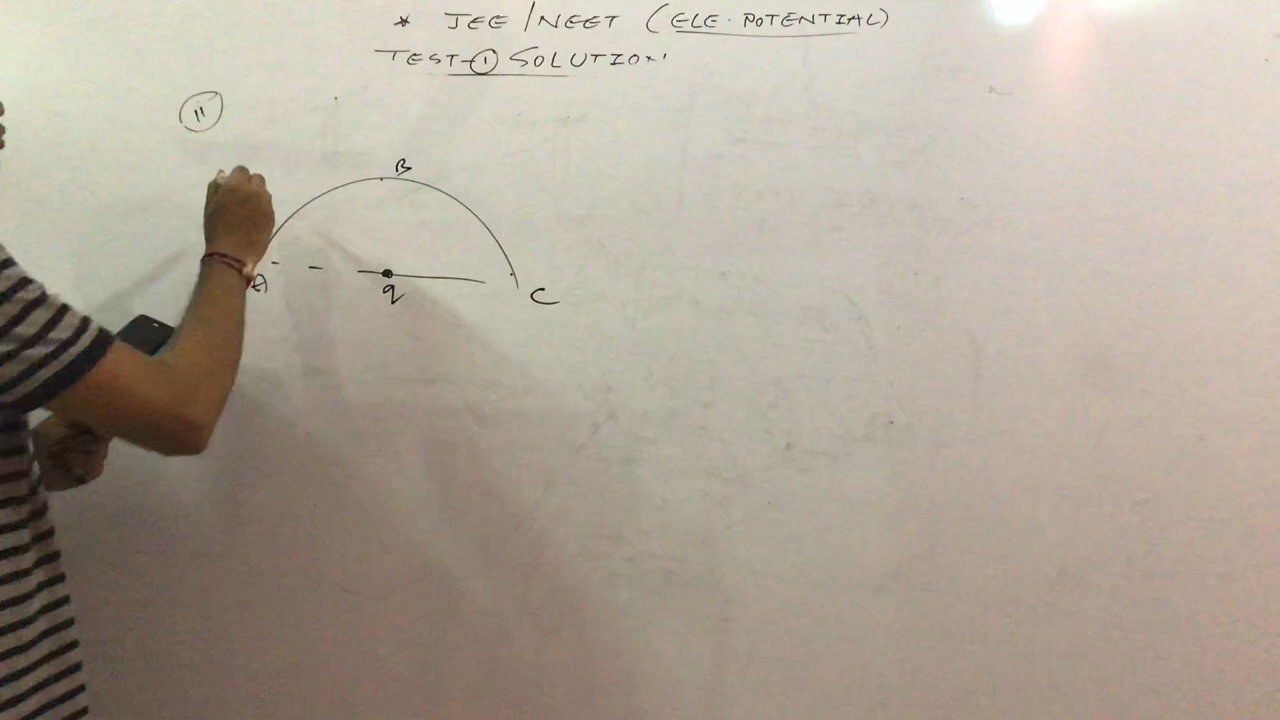 * JEE/NEET (ELE. POTENTIAL)
TEST-① SOLUTION
11
B
A
q
C